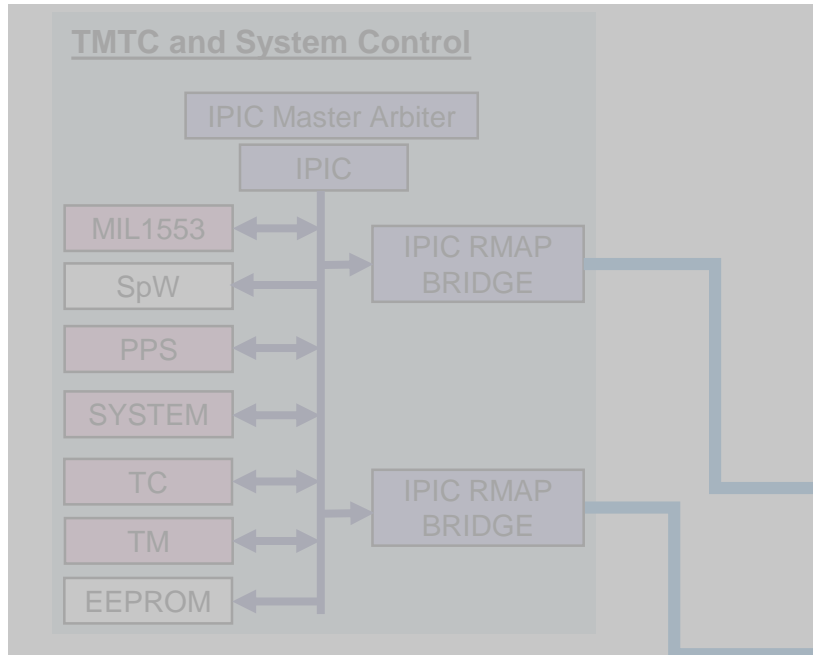 TMTC and System Control
IPIC Master Arbiter
IPIC
MIL1553
SpW
PPS
SYSTEM
TC
TM
EEPROM
IPIC RMAP
BRIDGE
IPIC RMAP
BRIDGE